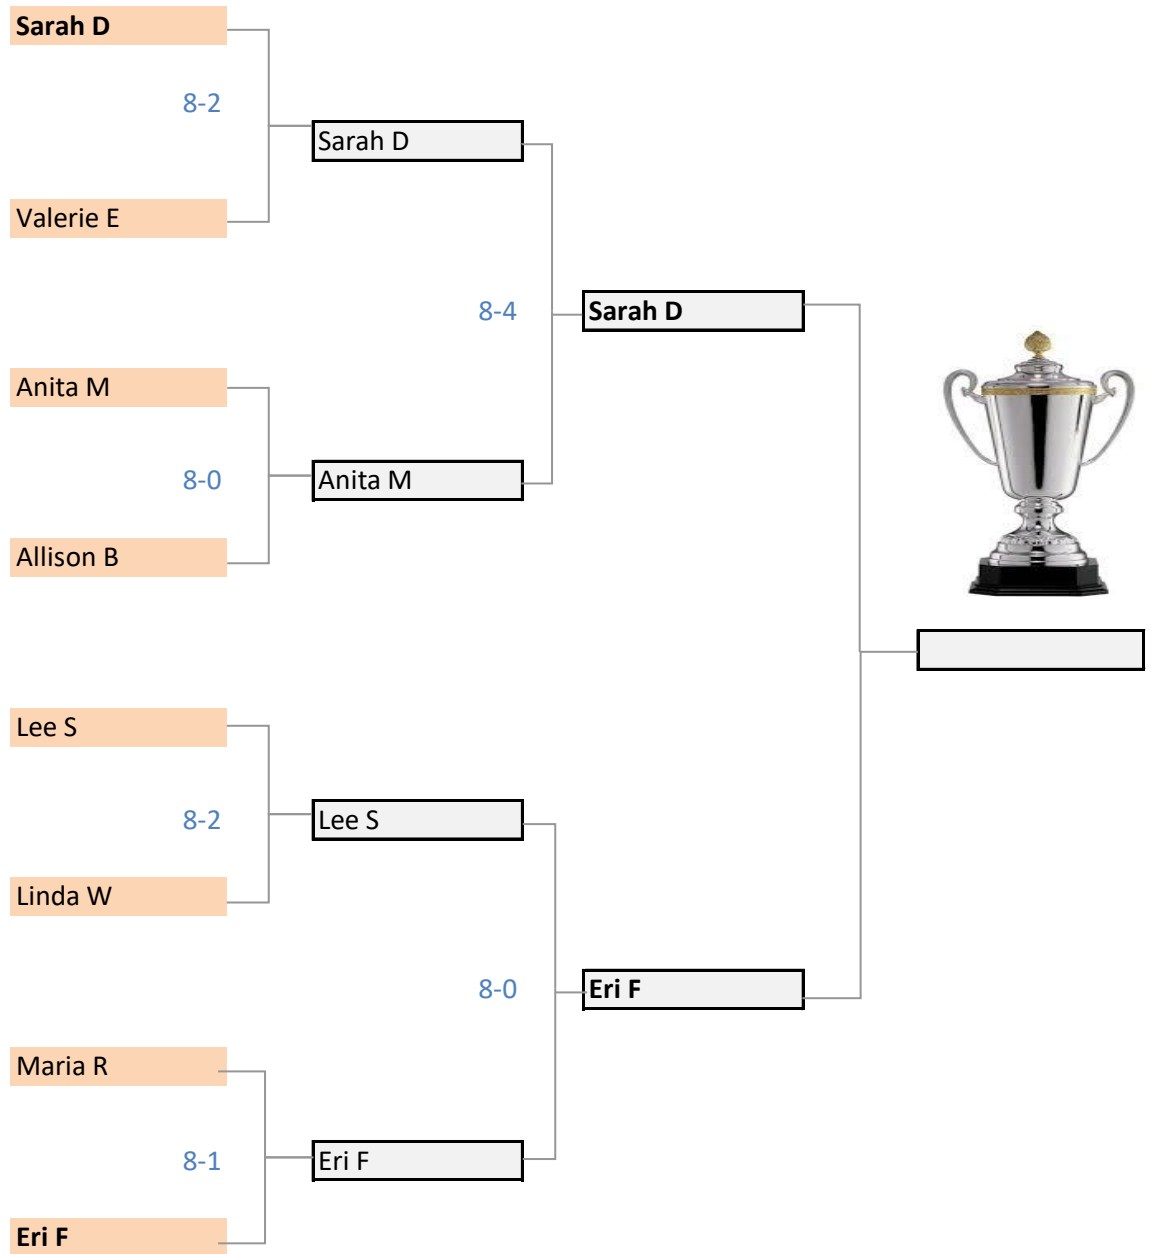 Sarah D
8-2
Sarah D
Valerie E
8-4
Sarah D
Anita M
8-0
Anita M
Allison B
Lee S
8-2
Lee S
Linda W
8-0
Eri F
Maria R
8-1
Eri F
Eri F